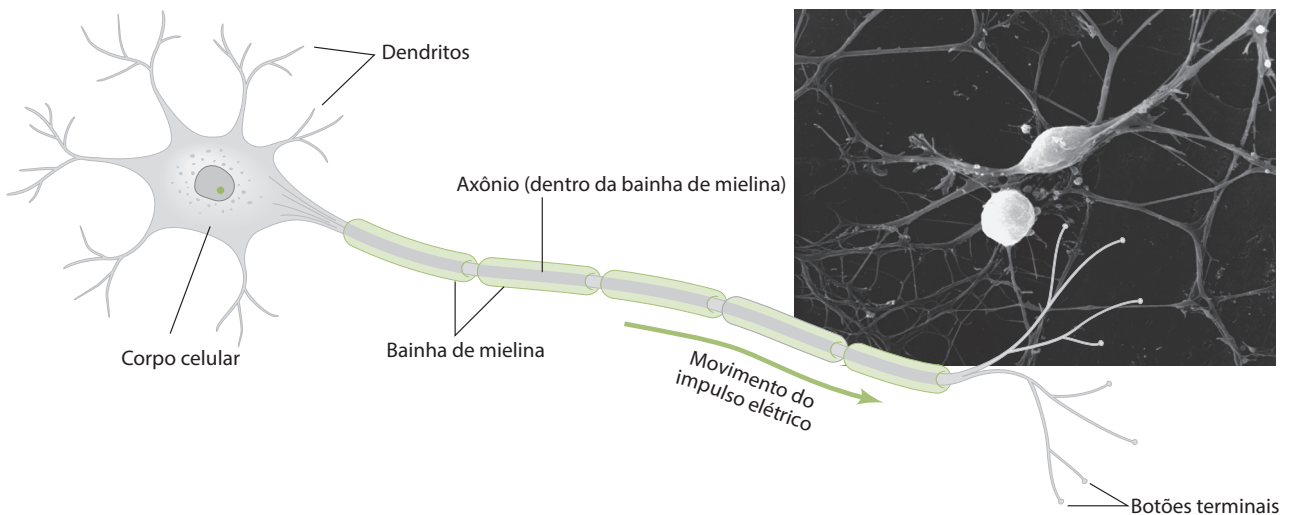 Dendritos
Axônio (dentro da bainha de mielina)
Corpo celular
Bainha de mielina
Movimento do
impulso elétrico
Botões terminais